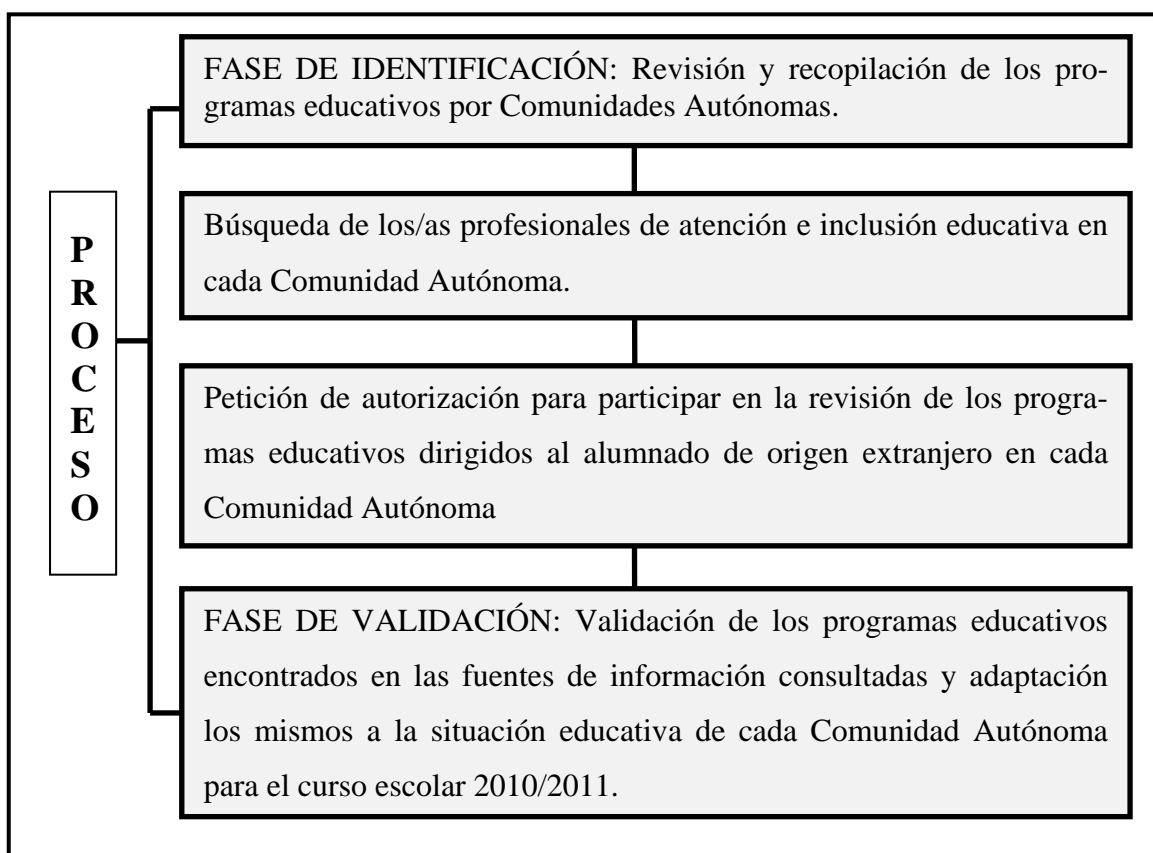 FASE DE IDENTIFICACIÓN: Revisión y recopilación de los pro-
gramas educativos por Comunidades Autónomas.
P
R
O
C
E
S
O
Búsqueda de los/as profesionales de atención e inclusión educativa en
cada Comunidad Autónoma.
Petición de autorización para participar en la revisión de los progra-
mas educativos dirigidos al alumnado de origen extranjero en cada
Comunidad Autónoma
FASE DE VALIDACIÓN: Validación de los programas educativos
encontrados en las fuentes de información consultadas y adaptación
los mismos a la situación educativa de cada Comunidad Autónoma
para el curso escolar 2010/2011.